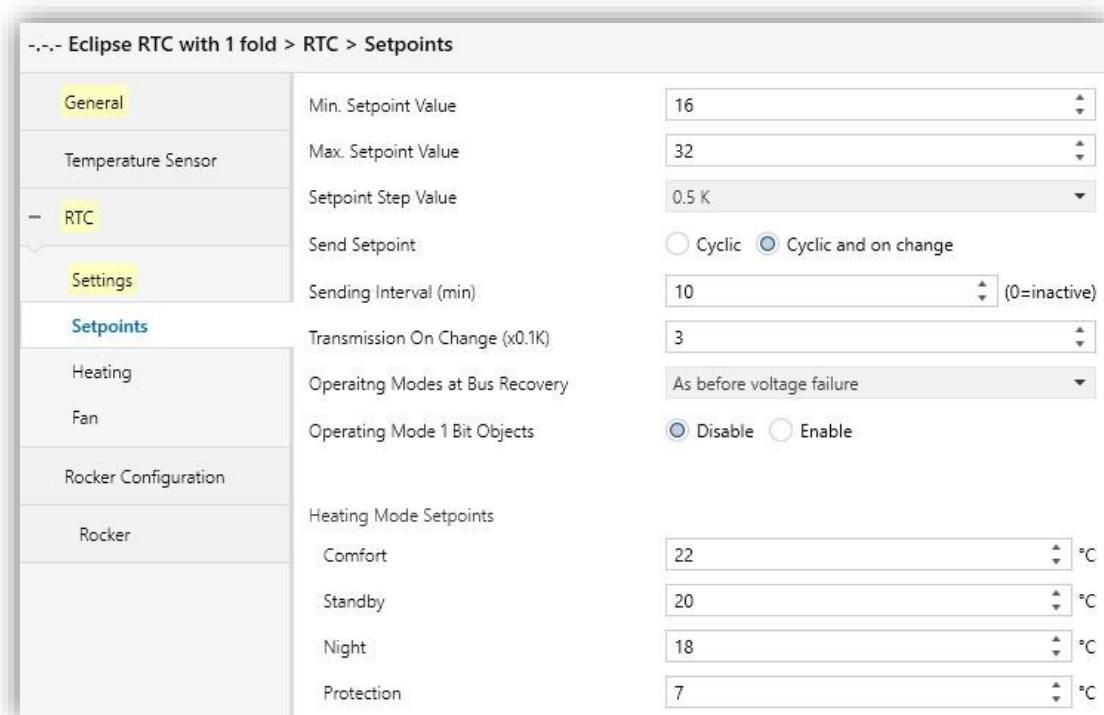 -.-.- Eclipse RTC with 1 fold > RTC > Setpoints
General
Temperature Sensor
− RTC
Settings
Setpoints
Heating
Fan
Rocker Configuration
Rocker
Min. Setpoint Value 16
Max. Setpoint Value 32
Setpoint Step Value 0.5 K
Send Setpoint Cyclic Cyclic and on change
Sending Interval (min) 10 (0=inactive)
Transmission On Change (x0.1K) 3
Operaitng Modes at Bus Recovery As before voltage failure
Operating Mode 1 Bit Objects Disable Enable
Heating Mode Setpoints
Comfort 22 °C
Standby 20 °C
Night 18 °C
Protection 7 °C